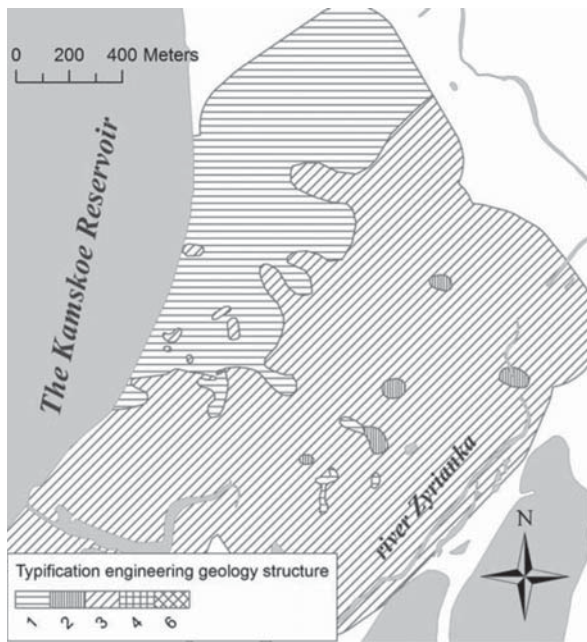 0 200 400 Meters
The Kamskoe Reservoir
river Zyrianka
N
Typification engineering geology structure
1 2 3 4 6